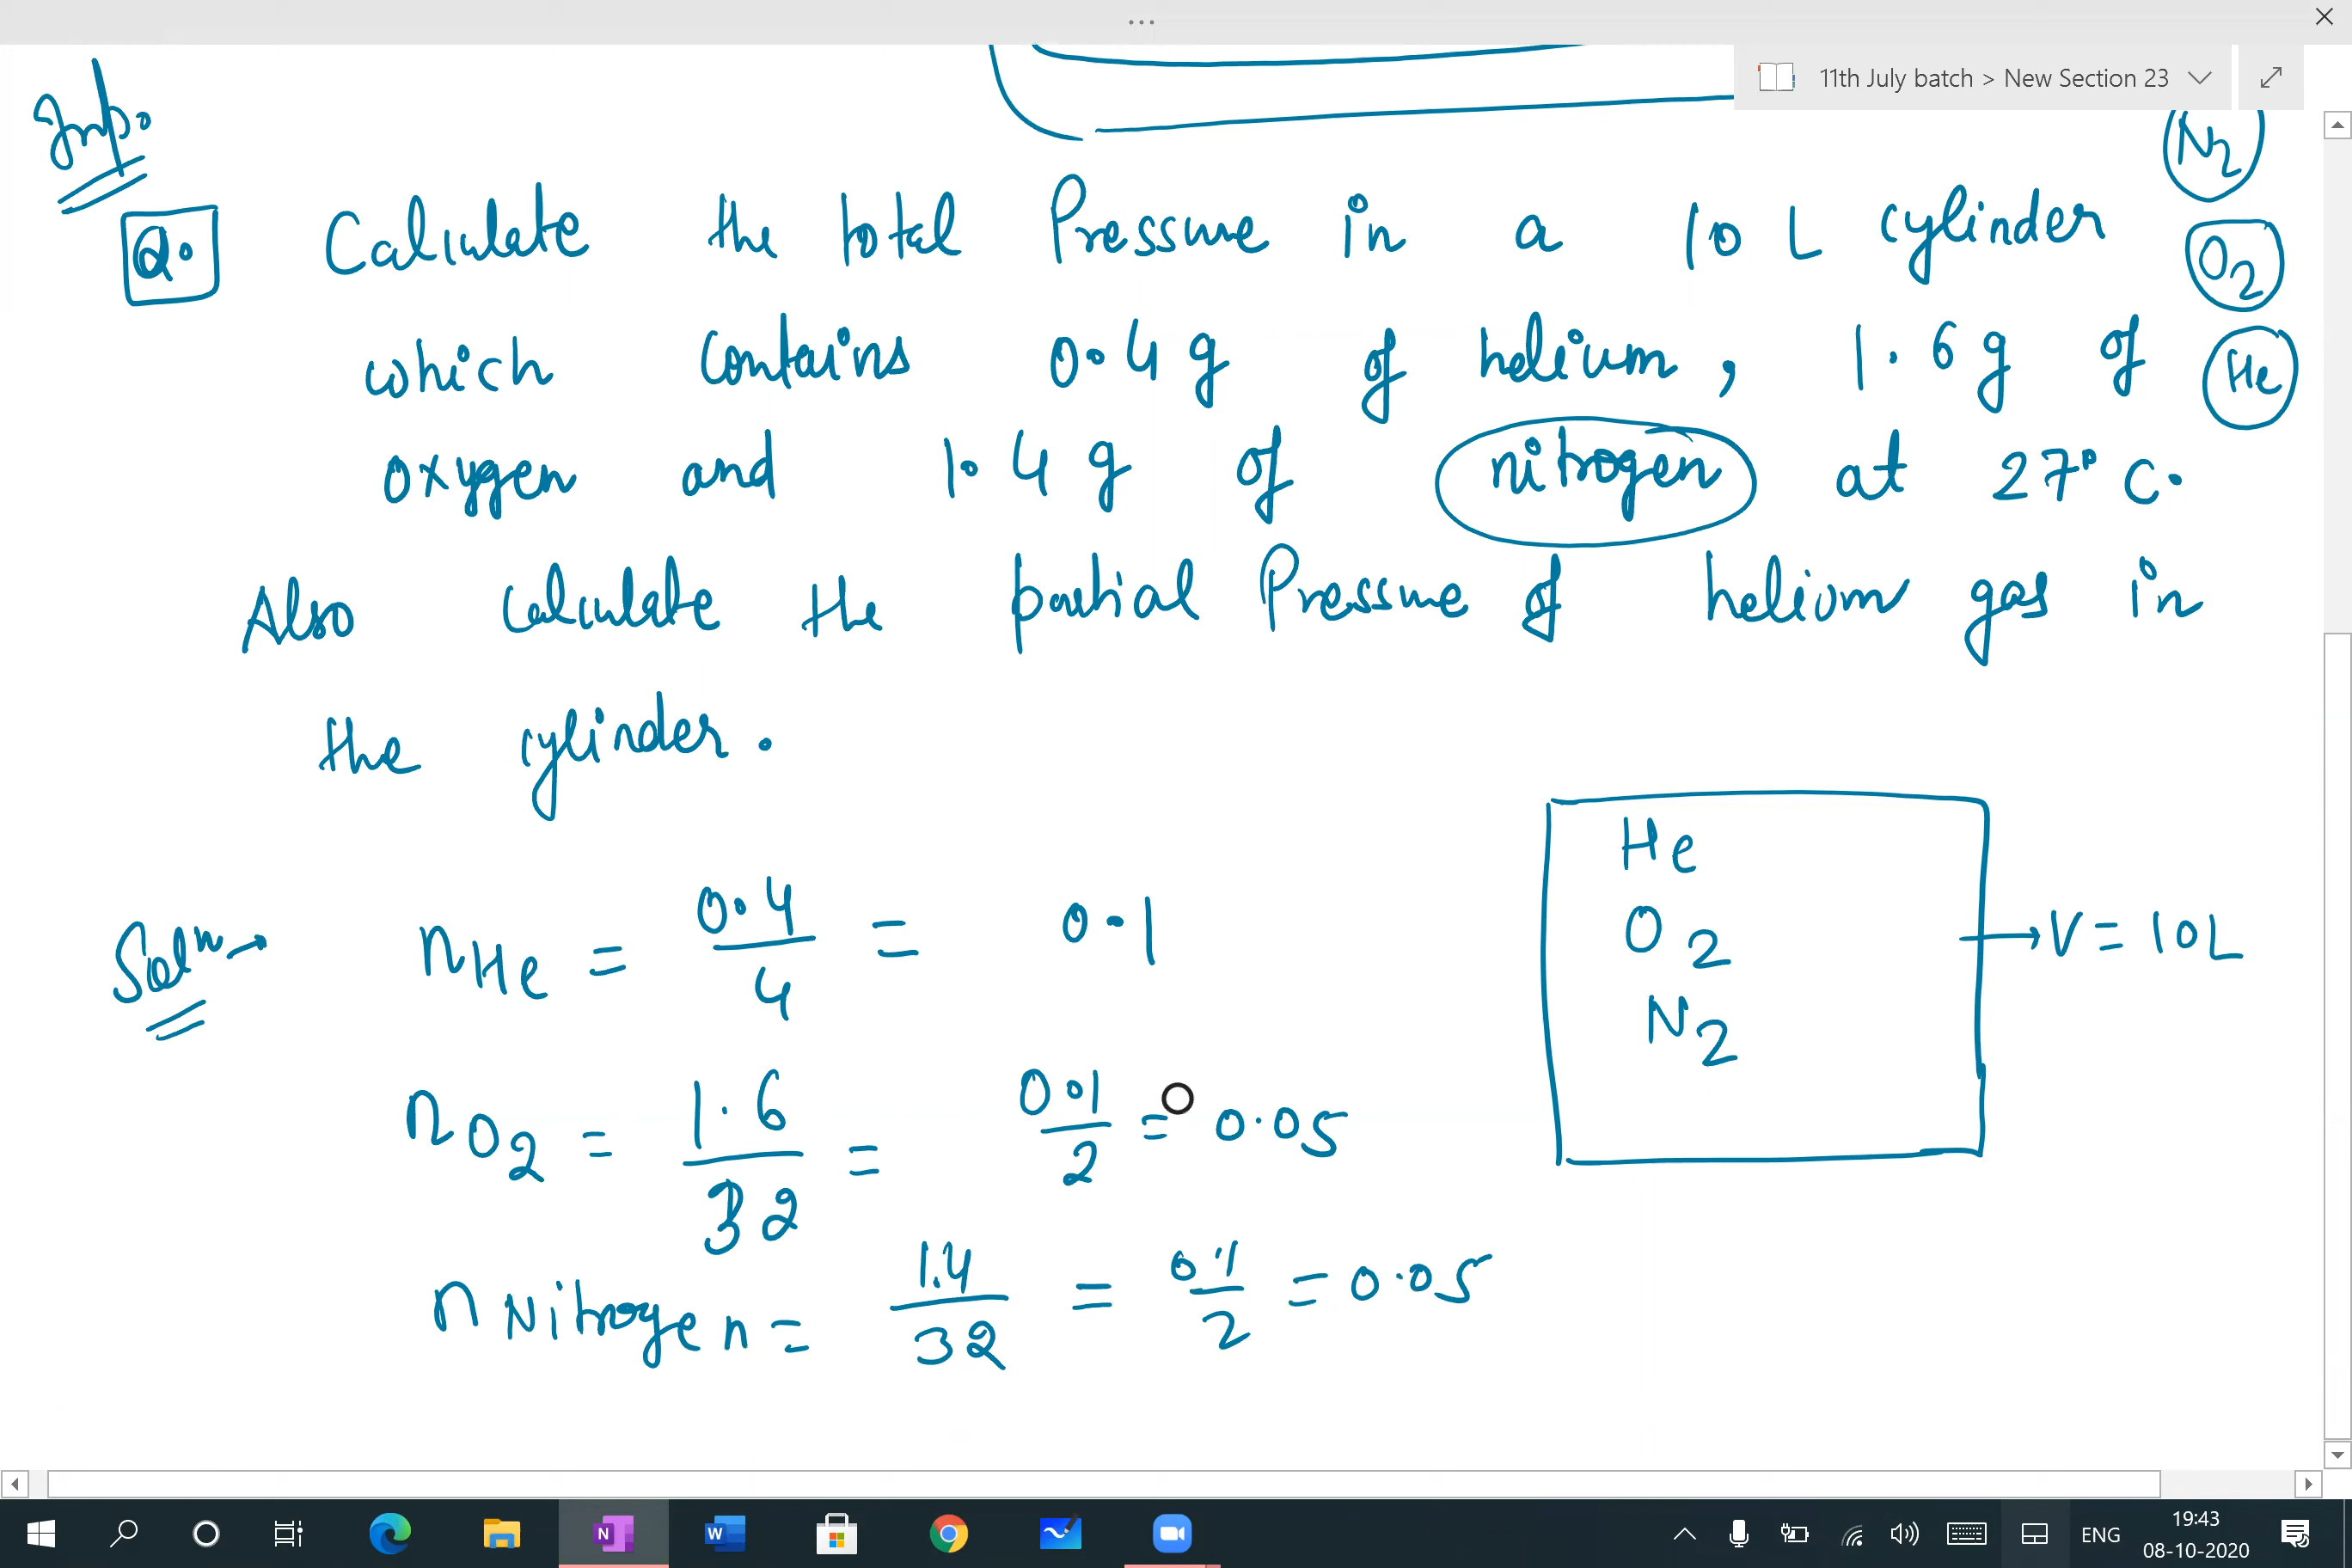 11th July batch > New Section 23
Imp.
N2
Q. Calculate the total Pressure in a 10 L cylinder
O2
which contains 0.4 g of helium, 1.6 g of
He
oxygen and 1.4 g of nitrogen at 27° C.
Also calculate the partial Pressure of helium gas in
the cylinder.
He
O2
N2
→ V = 10L
Soln → nHe = 0.4/4 = 0.1
nO2 = 1.6/32 = 0.1/2 = 0.05
nNitrogen = 1.4/32 = 0.1/2 = 0.05
ENG
19:43
08-10-2020